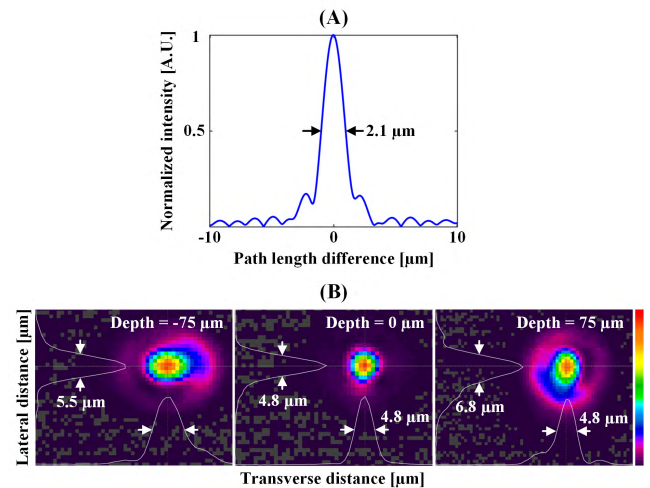 (A)
Normalized intensity [A.U.]
1
0.5
2.1 µm
-10
0
10
Path length difference [µm]
(B)
Lateral distance [µm]
Depth = -75 µm
5.5 µm
Depth = 0 µm
4.8 µm
4.8 µm
Depth = 75 µm
6.8 µm
4.8 µm
Transverse distance [µm]